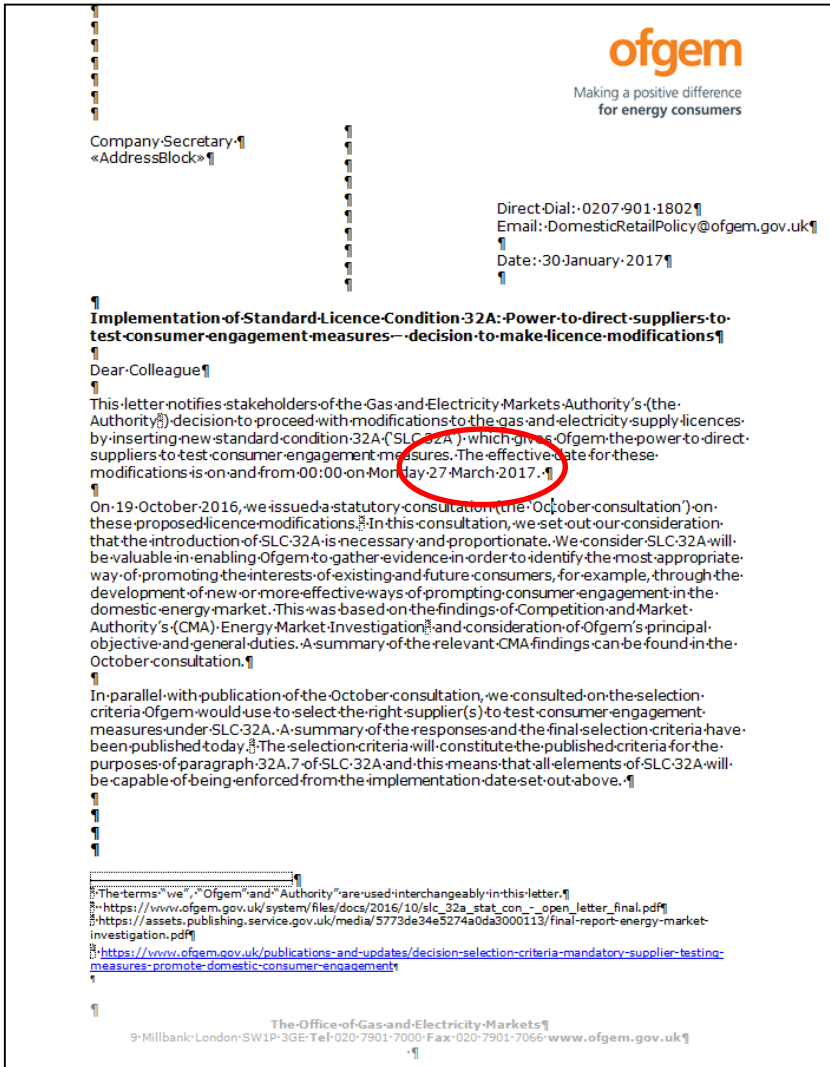 ofgem
Making a positive difference
for energy consumers
Company Secretary ¶
«AddressBlock» ¶
Direct Dial: 0207 901 1802¶
Email: DomesticRetailPolicy@ofgem.gov.uk¶
¶
Date: 30 January 2017¶
¶
¶
Implementation of Standard Licence Condition 32A: Power to direct suppliers to
test consumer engagement measures – decision to make licence modifications¶
¶
Dear Colleague¶
¶
This letter notifies stakeholders of the Gas and Electricity Markets Authority's (the
Authority) decision to proceed with modifications to the gas and electricity supply licences
by inserting new standard condition 32A ('SLC 32A') which gives Ofgem the power to direct
suppliers to test consumer engagement measures. The effective date for these
modifications is on and from 00:00 on Monday 27 March 2017. ¶
¶
On 19 October 2016, we issued a statutory consultation (the 'October consultation') on
these proposed licence modifications. In this consultation, we set out our consideration
that the introduction of SLC 32A is necessary and proportionate. We consider SLC 32A will
be valuable in enabling Ofgem to gather evidence in order to identify the most appropriate
way of promoting the interests of existing and future consumers, for example, through the
development of new or more effective ways of prompting consumer engagement in the
domestic energy market. This was based on the findings of Competition and Market
Authority's (CMA) Energy Market Investigation and consideration of Ofgem's principal
objective and general duties. A summary of the relevant CMA findings can be found in the
October consultation.¶
¶
In parallel with publication of the October consultation, we consulted on the selection
criteria Ofgem would use to select the right supplier(s) to test consumer engagement
measures under SLC 32A. A summary of the responses and the final selection criteria have
been published today. The selection criteria will constitute the published criteria for the
purposes of paragraph 32A.7 of SLC 32A and this means that all elements of SLC 32A will
be capable of being enforced from the implementation date set out above. ¶
¶
¶
¶
¶
¶
The terms "we", "Ofgem" and "Authority" are used interchangeably in this letter.¶
https://www.ofgem.gov.uk/system/files/docs/2016/10/slc_32a_stat_con_-_open_letter_final.pdf¶
https://assets.publishing.service.gov.uk/media/5773de34e5274a0da3000113/final-report-energy-market-
investigation.pdf¶
https://www.ofgem.gov.uk/publications-and-updates/decision-selection-criteria-mandatory-supplier-testing-
measures-promote-domestic-consumer-engagement¶
¶
¶
The Office of Gas and Electricity Markets¶
9 Millbank London SW1P 3GE Tel 020 7901 7000 Fax 020 7901 7066 www.ofgem.gov.uk¶
¶